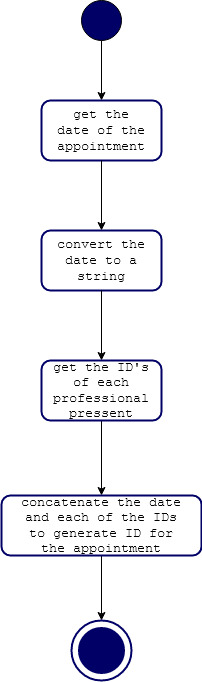 get the
date of the
appointment
convert the
date to a
string
get the ID's
of each
professional
pressent
concatenate the date
and each of the IDs
to generate ID for
the appointment